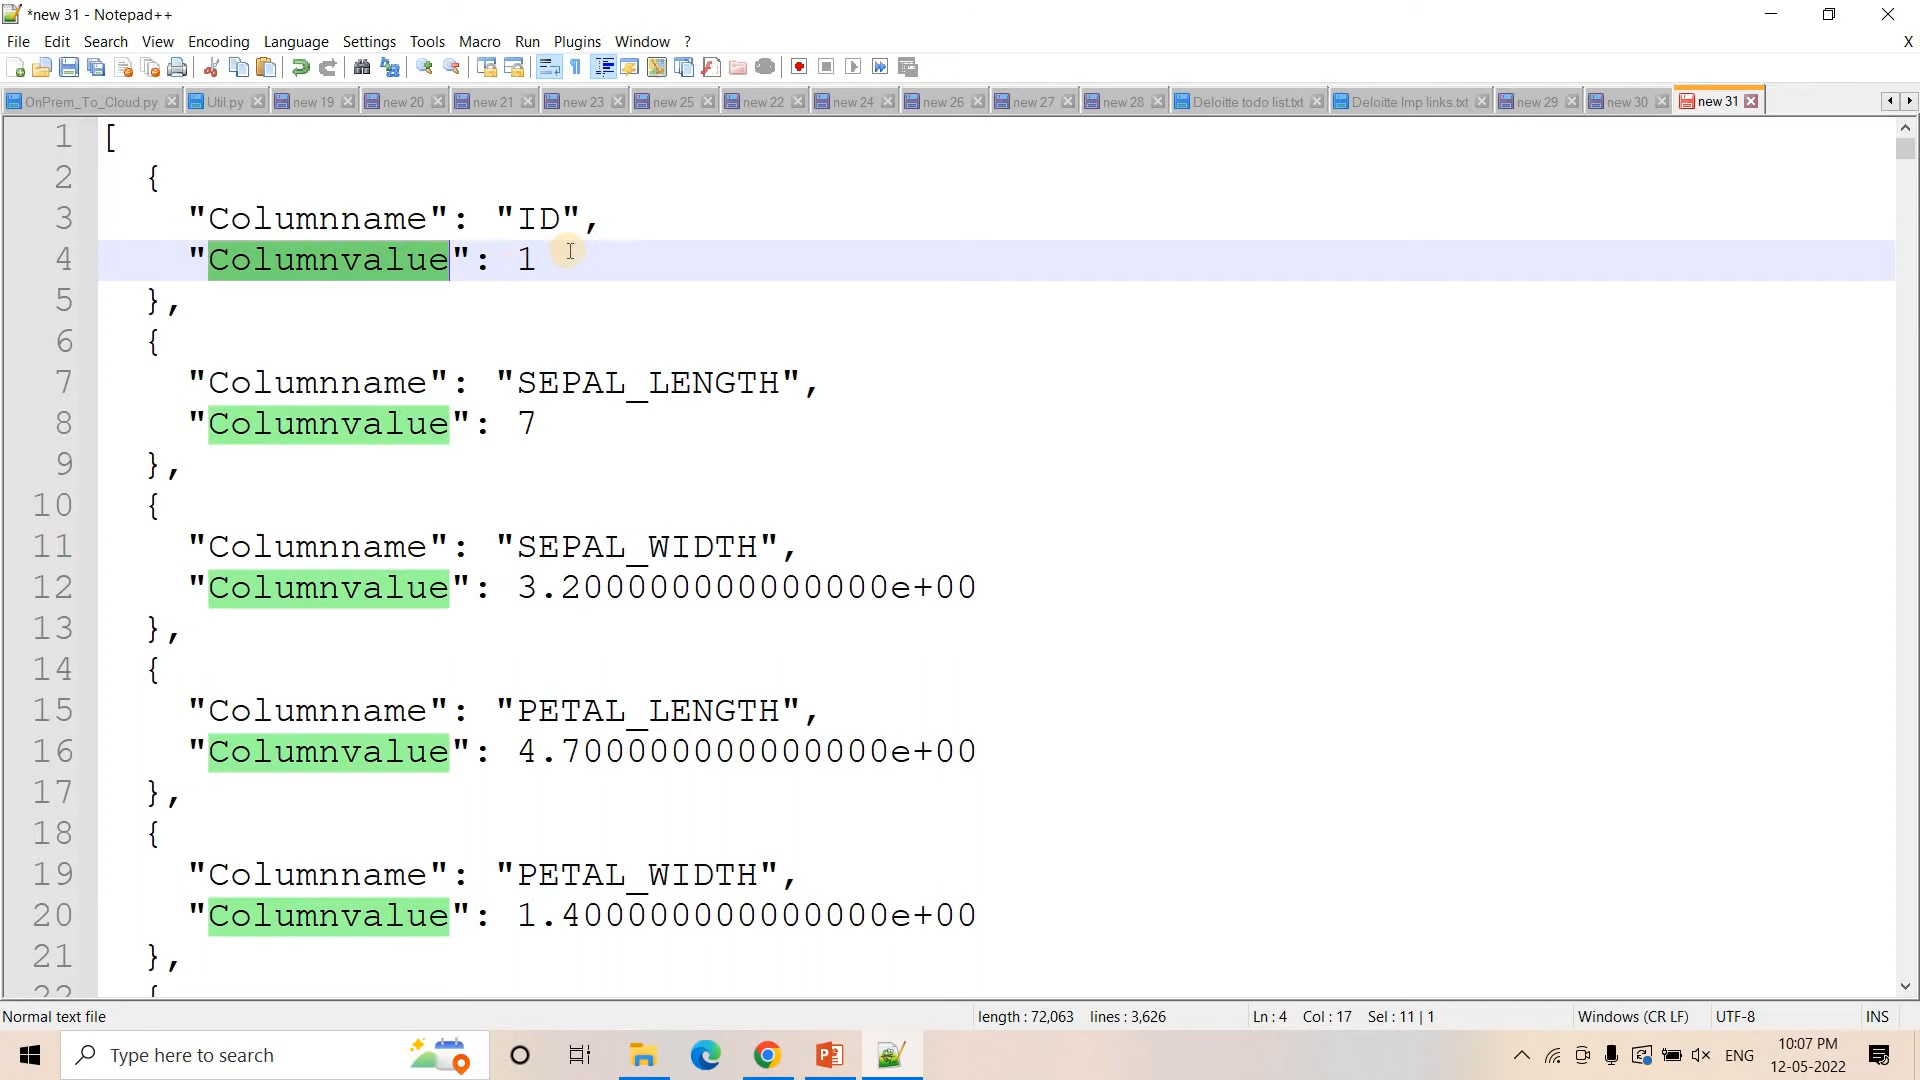 *new 31 - Notepad++
File Edit Search View Encoding Language Settings Tools Macro Run Plugins Window ? X
OnPrem_To_Cloud.py Util.py new 19 new 20 new 21 new 23 new 25 new 22 new 24 new 26 new 27 new 28 Deloitte todo list.txt Deloitte Imp links.txt new 29 new 30 new 31
1 [
2 {
3 "Columnname": "ID",
4 "Columnvalue": 1
5 },
6 {
7 "Columnname": "SEPAL_LENGTH",
8 "Columnvalue": 7
9 },
10 {
11 "Columnname": "SEPAL_WIDTH",
12 "Columnvalue": 3.200000000000000e+00
13 },
14 {
15 "Columnname": "PETAL_LENGTH",
16 "Columnvalue": 4.700000000000000e+00
17 },
18 {
19 "Columnname": "PETAL_WIDTH",
20 "Columnvalue": 1.400000000000000e+00
21 },
22 {
Normal text file length : 72,063 lines : 3,626 Ln : 4 Col : 17 Sel : 11 | 1 Windows (CR LF) UTF-8 INS
Type here to search ENG 10:07 PM
12-05-2022